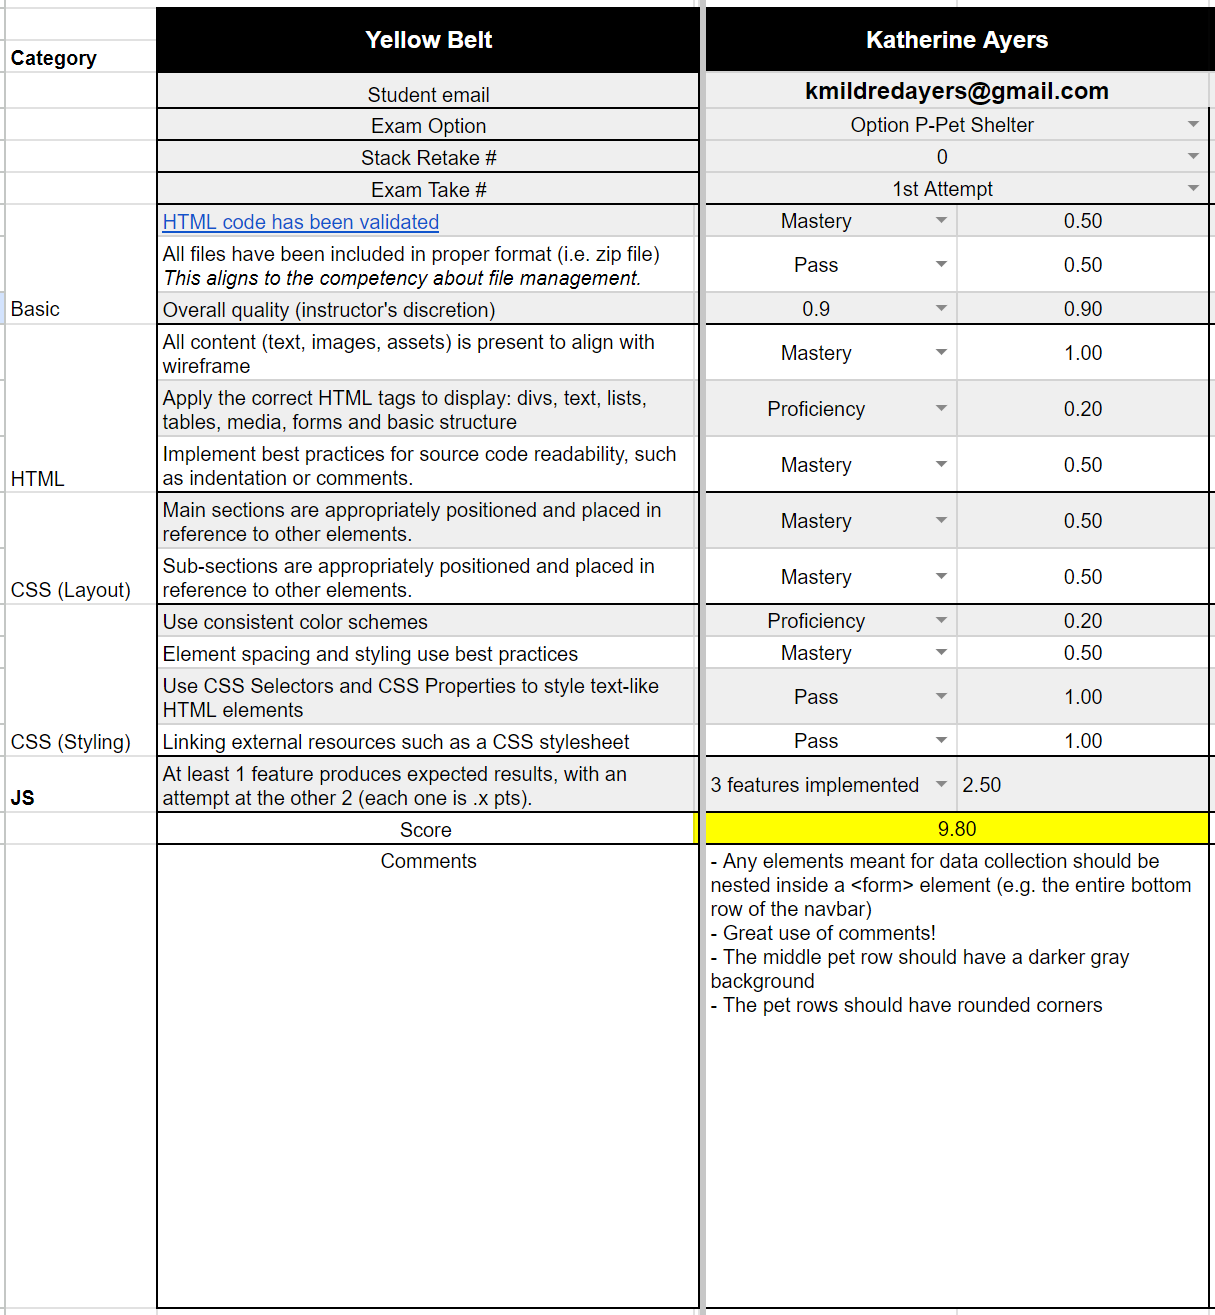 Category
Yellow Belt
Katherine Ayers
Student email
kmildredayers@gmail.com
Exam Option
Option P-Pet Shelter
Stack Retake #
0
Exam Take #
1st Attempt
Basic
HTML code has been validated
Mastery
0.50
All files have been included in proper format (i.e. zip file)
This aligns to the competency about file management.
Pass
0.50
Overall quality (instructor's discretion)
0.9
0.90
HTML
All content (text, images, assets) is present to align with
wireframe
Mastery
1.00
Apply the correct HTML tags to display: divs, text, lists,
tables, media, forms and basic structure
Proficiency
0.20
Implement best practices for source code readability, such
as indentation or comments.
Mastery
0.50
CSS (Layout)
Main sections are appropriately positioned and placed in
reference to other elements.
Mastery
0.50
Sub-sections are appropriately positioned and placed in
reference to other elements.
Mastery
0.50
CSS (Styling)
Use consistent color schemes
Proficiency
0.20
Element spacing and styling use best practices
Mastery
0.50
Use CSS Selectors and CSS Properties to style text-like
HTML elements
Pass
1.00
Linking external resources such as a CSS stylesheet
Pass
1.00
JS
At least 1 feature produces expected results, with an
attempt at the other 2 (each one is .x pts).
3 features implemented
2.50
Score
9.80
Comments
- Any elements meant for data collection should be
nested inside a <form> element (e.g. the entire bottom
row of the navbar)
- Great use of comments!
- The middle pet row should have a darker gray
background
- The pet rows should have rounded corners